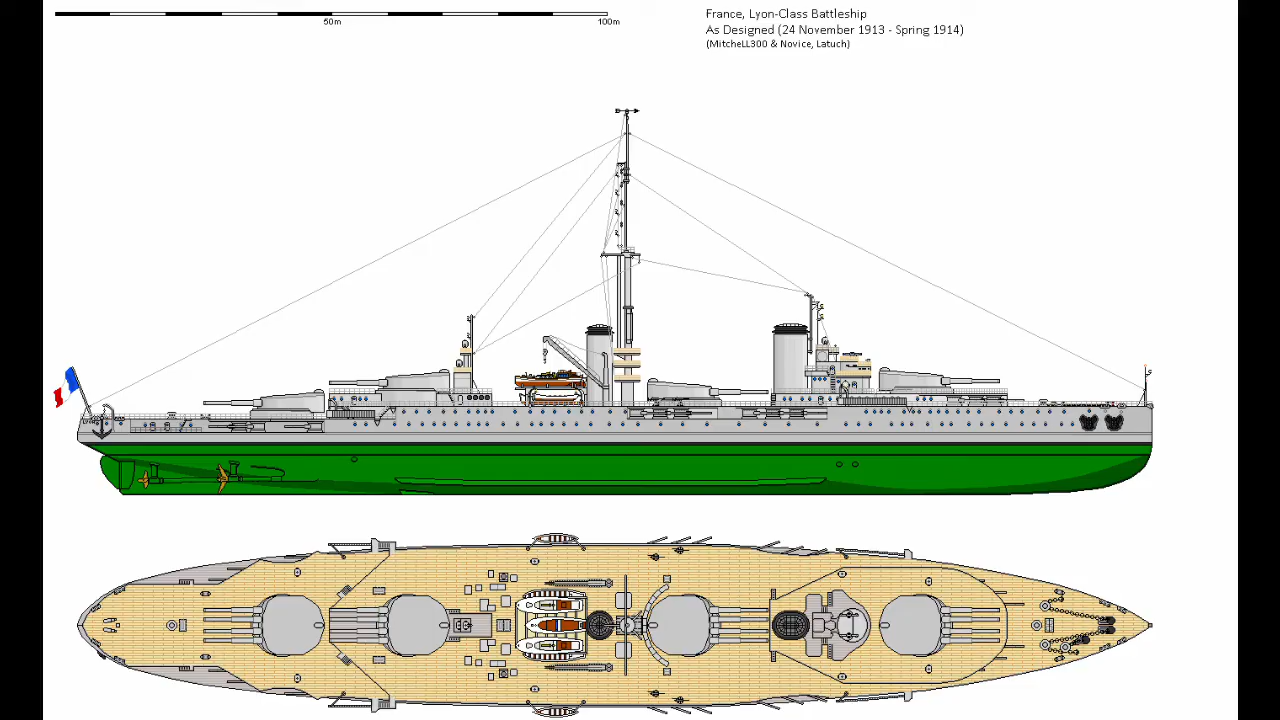 50m
100m
France, Lyon-Class Battleship
As Designed (24 November 1913 - Spring 1914)
(MitcheLL300 & Novice, Latuch)